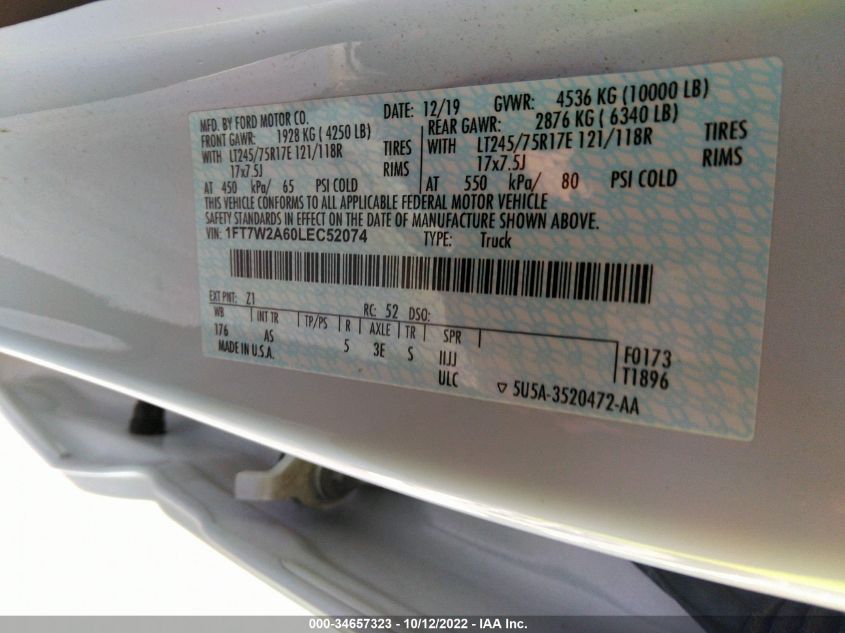 MFD. BY FORD MOTOR CO.
DATE: 12/19 GVWR: 4536 KG (10000 LB)
FRONT GAWR: 1928 KG ( 4250 LB) REAR GAWR: 2876 KG ( 6340 LB)
WITH LT245/75R17E 121/118R TIRES WITH LT245/75R17E 121/118R TIRES
17x7.5J RIMS 17x7.5J RIMS
AT 450 kPa/ 65 PSI COLD AT 550 kPa/ 80 PSI COLD
THIS VEHICLE CONFORMS TO ALL APPLICABLE FEDERAL MOTOR VEHICLE
SAFETY STANDARDS IN EFFECT ON THE DATE OF MANUFACTURE SHOWN ABOVE.
VIN: 1FT7W2A60LEC52074 TYPE: Truck
EXT PNT: Z1 RC: 52 DSO:
WB INT TR TP/PS R AXLE TR SPR
176 AS 5 3E S IIJJ F0173
MADE IN U.S.A. ULC T1896
▽ 5U5A-3520472-AA
000-34657323 - 10/12/2022 - IAA Inc.